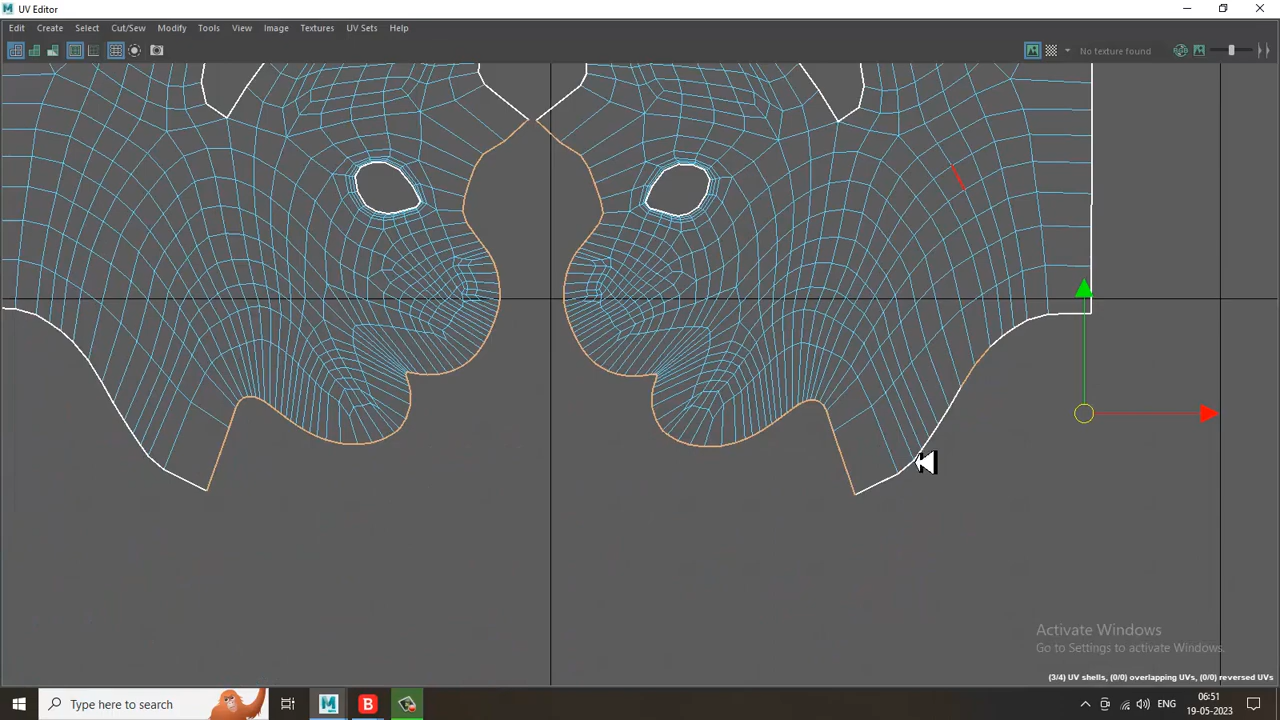 UV Editor
Edit Create Select Cut/Sew Modify Tools View Image Textures UV Sets Help
No texture found
Activate Windows
Go to Settings to activate Windows.
(3/4) UV shells, (0/0) overlapping UVs, (0/0) reversed UVs
Type here to search
ENG
06:51
19-05-2023